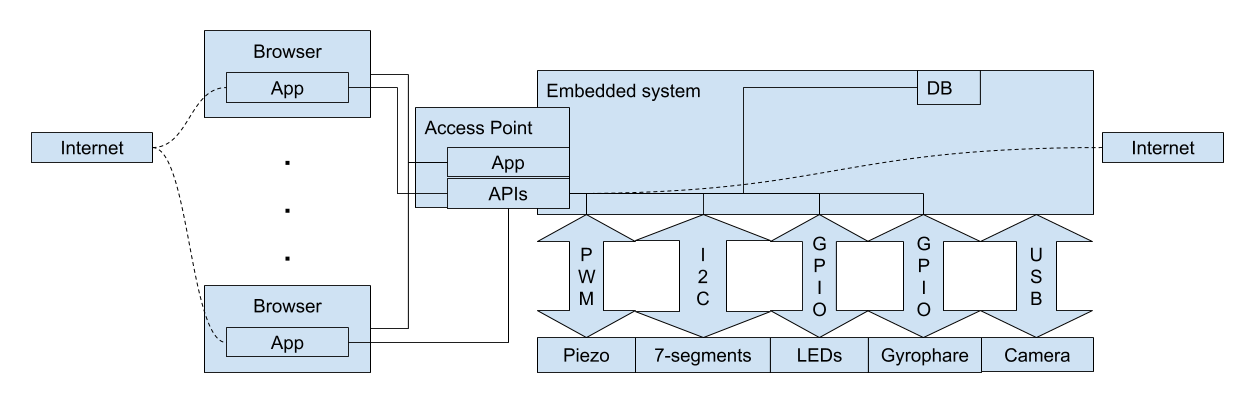 Browser
App
Internet
Browser
App
Access Point
App
APIs
Embedded system
DB
Internet
PWM
I2C
GPIO
GPIO
USB
Piezo
7-segments
LEDs
Gyrophare
Camera